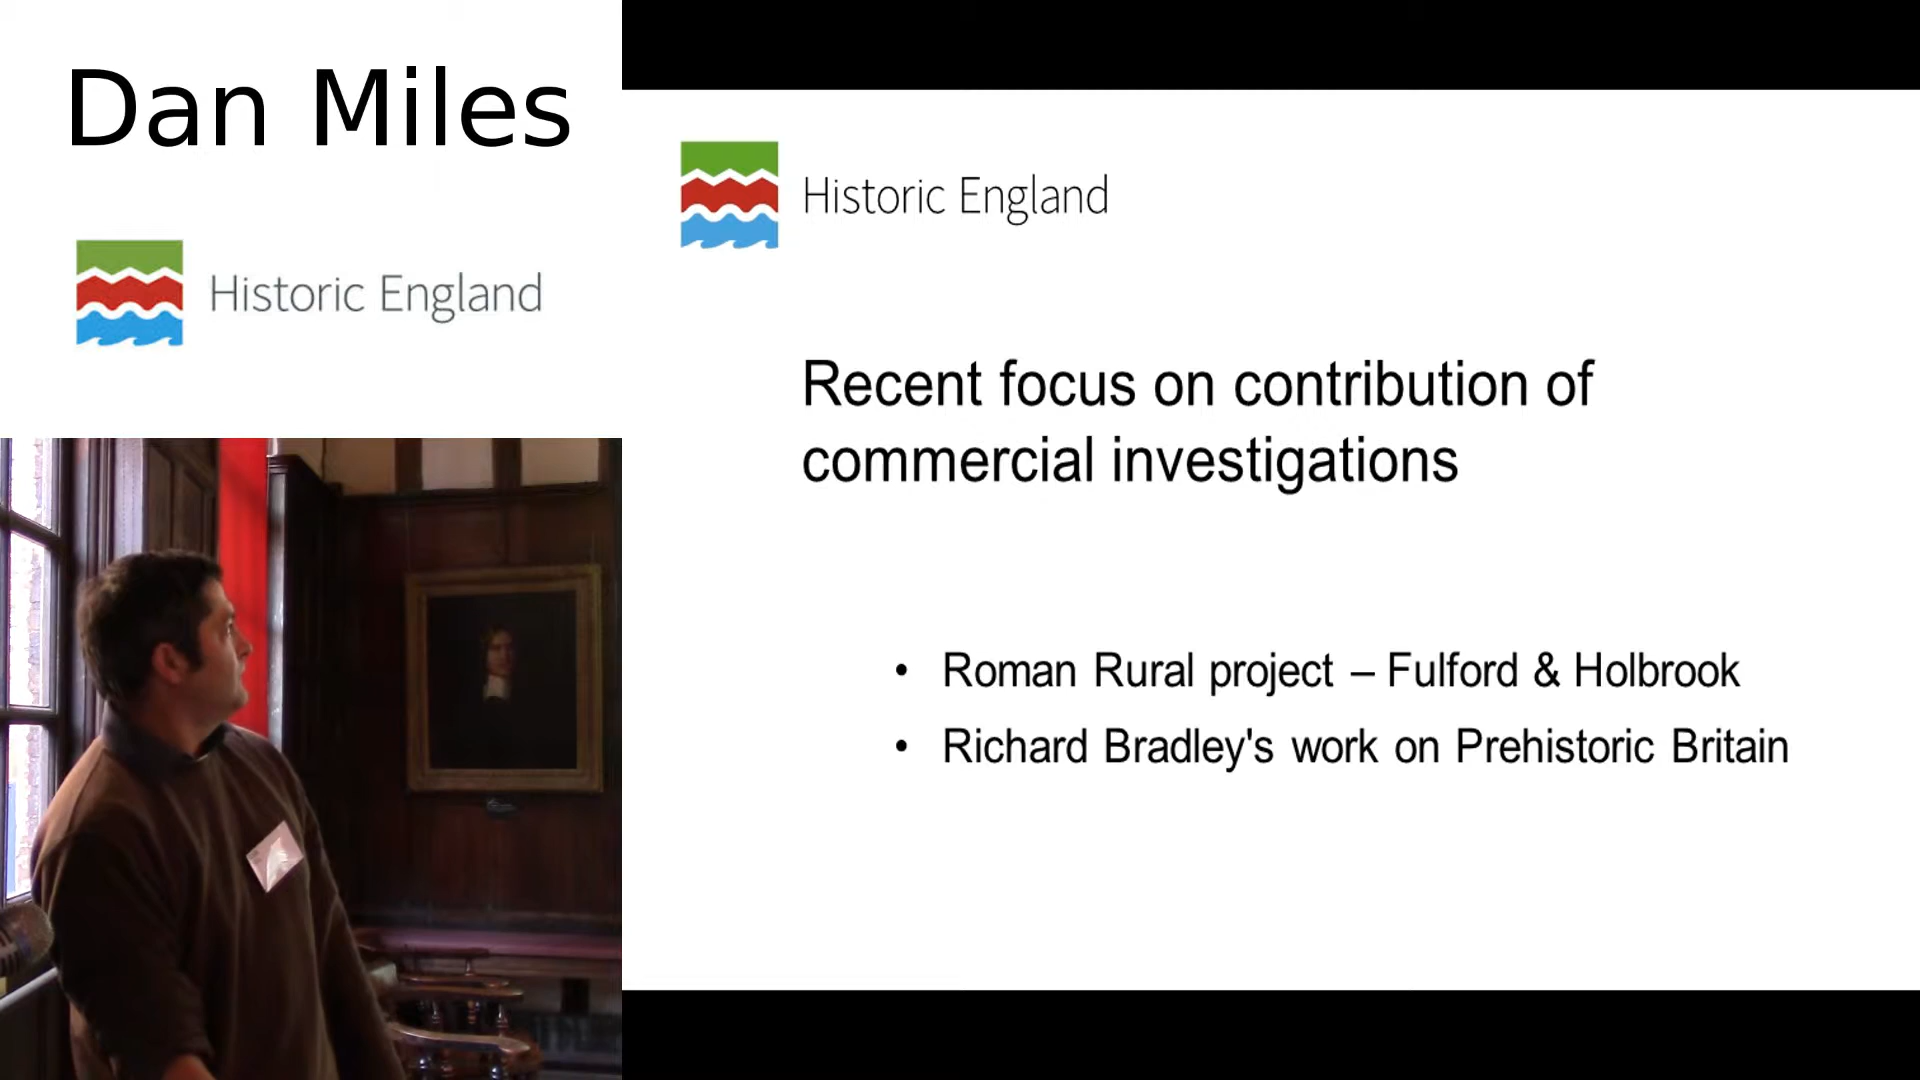 Dan Miles
Historic England
Historic England
Recent focus on contribution of
commercial investigations
• Roman Rural project – Fulford & Holbrook
• Richard Bradley's work on Prehistoric Britain